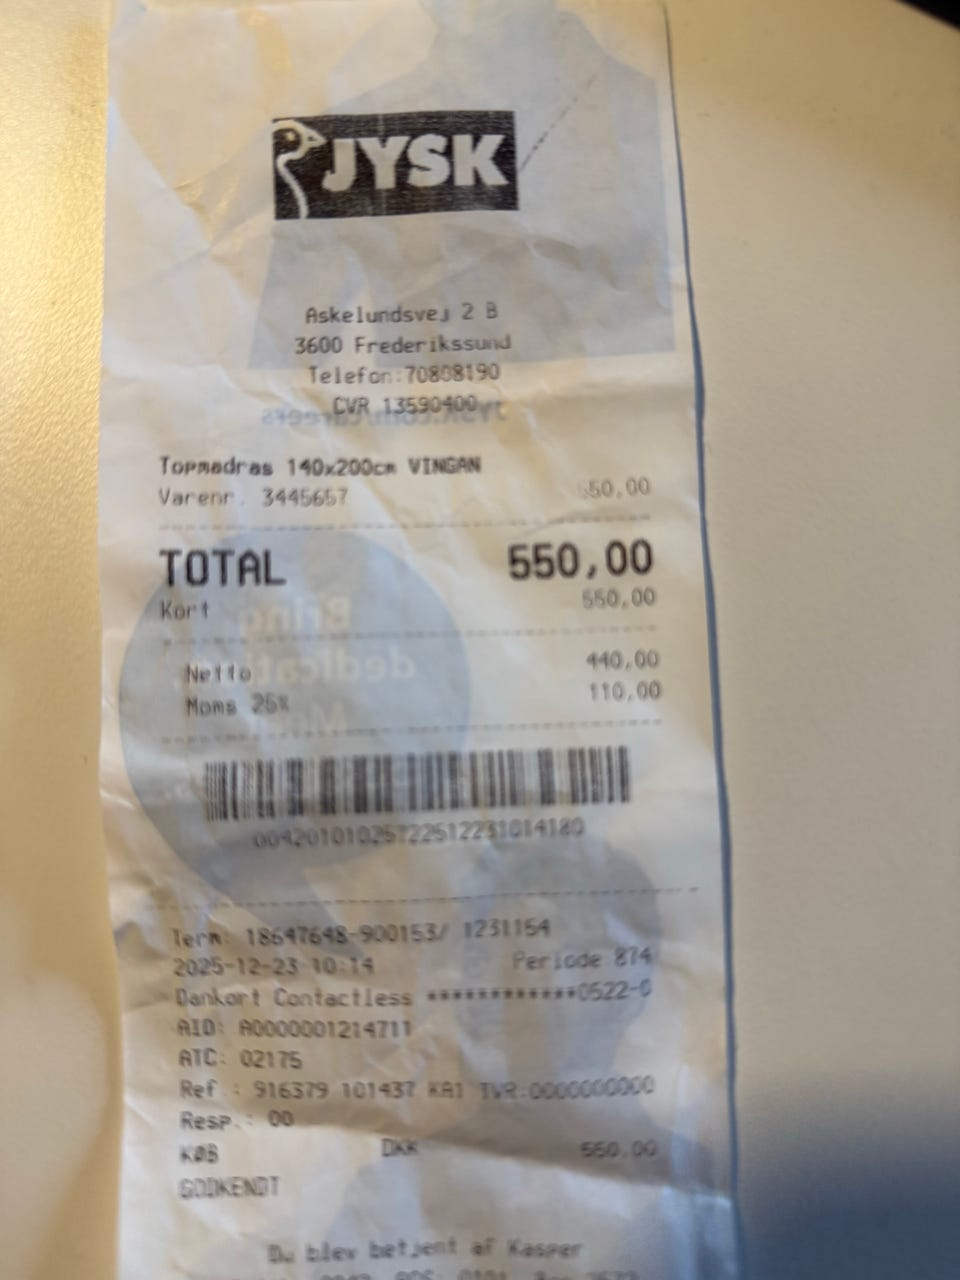 JYSK
Askelundsvej 2 B
3600 Frederikssund
Telefon:70808190
CVR 13590400
Topmadras 140x200cm VINGAN
Varenr. 3445657 550,00
TOTAL 550,00
Kort 550,00
Netto 440,00
Moms 25% 110,00
Term: 18647648-900153/ 1231154
2025-12-23 10:14 Periode 874
Dankort Contactless ************0522-0
AID: A0000001214711
ATC: 02175
Ref.: 916379 101437 KA1 TVR:0000000000
Resp.: 00
KØB DKK 550.00
GODKENDT
Du blev betjent af Kasper